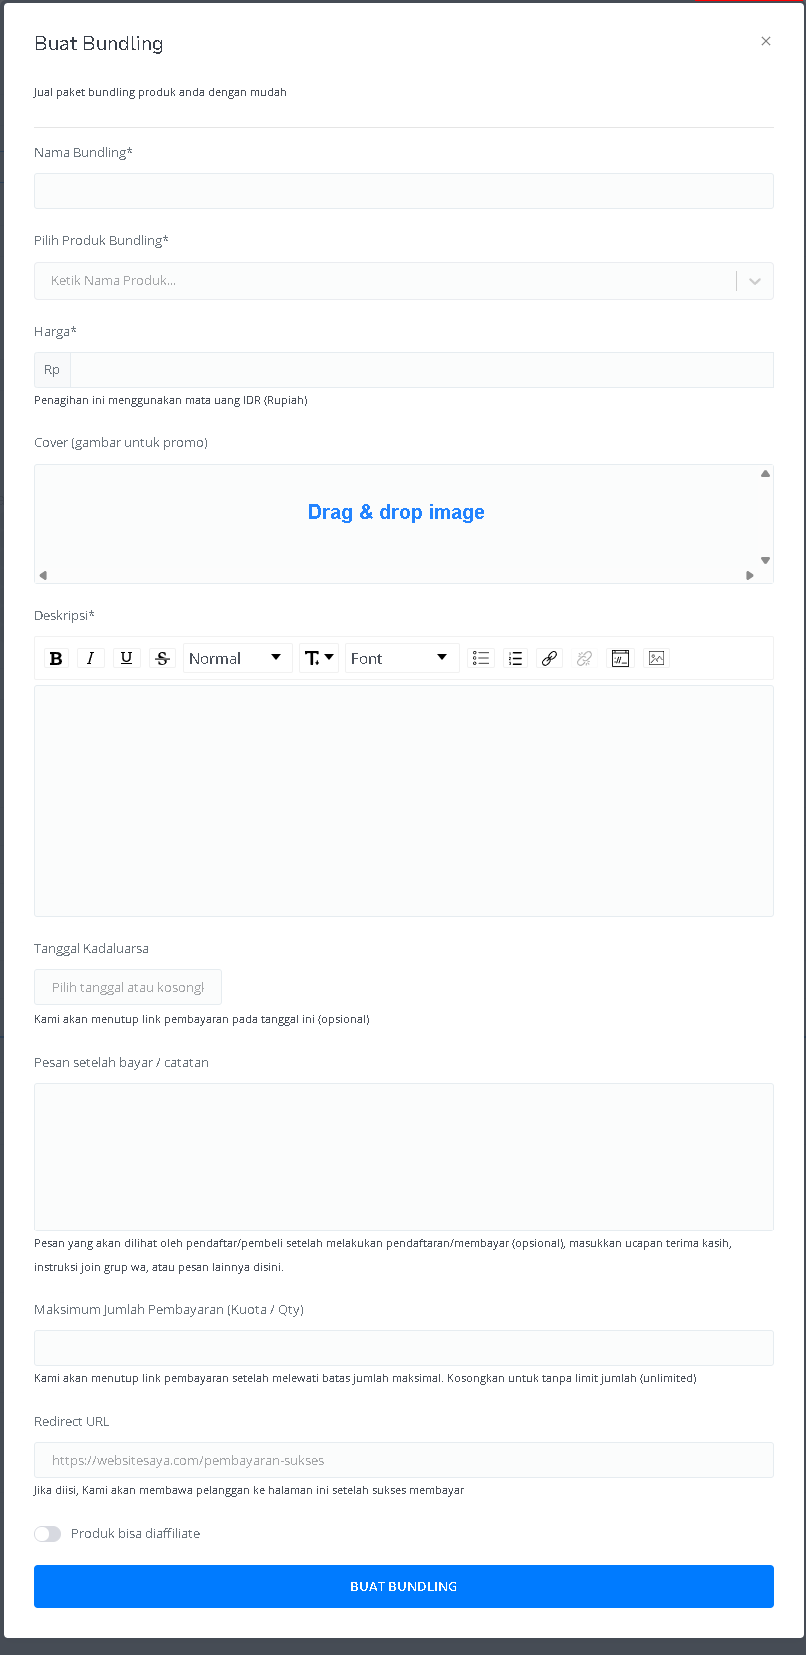 Buat Bundling
×
Jual paket bundling produk anda dengan mudah
Nama Bundling*
Pilih Produk Bundling*
Ketik Nama Produk...
Harga*
Rp
Penagihan ini menggunakan mata uang IDR (Rupiah)
Cover (gambar untuk promo)
Drag & drop image
Deskripsi*
B I U S Normal T Font
Tanggal Kadaluarsa
Pilih tanggal atau kosongk
Kami akan menutup link pembayaran pada tanggal ini (opsional)
Pesan setelah bayar / catatan
Pesan yang akan dilihat oleh pendaftar/pembeli setelah melakukan pendaftaran/membayar (opsional), masukkan ucapan terima kasih,
instruksi join grup wa, atau pesan lainnya disini.
Maksimum Jumlah Pembayaran (Kuota / Qty)
Kami akan menutup link pembayaran setelah melewati batas jumlah maksimal. Kosongkan untuk tanpa limit jumlah (unlimited)
Redirect URL
https://websitesaya.com/pembayaran-sukses
Jika diisi, Kami akan membawa pelanggan ke halaman ini setelah sukses membayar
Produk bisa diaffiliate
BUAT BUNDLING